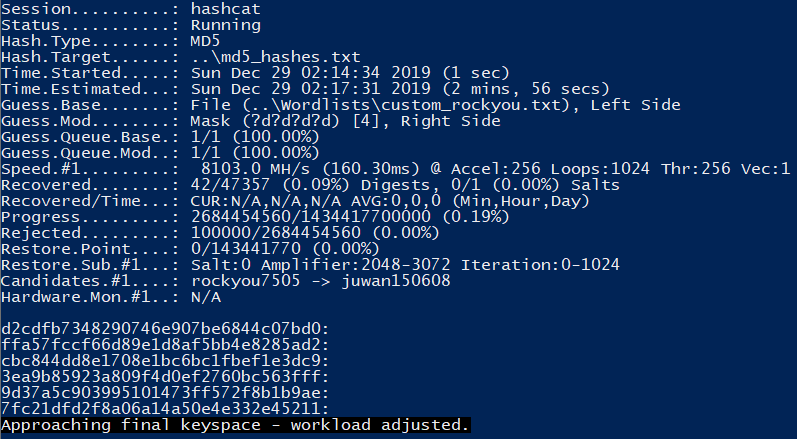 Session..........: hashcat
Status...........: Running
Hash.Type........: MD5
Hash.Target......: ..\md5_hashes.txt
Time.Started.....: Sun Dec 29 02:14:34 2019 (1 sec)
Time.Estimated...: Sun Dec 29 02:17:31 2019 (2 mins, 56 secs)
Guess.Base.......: File (..\Wordlists\custom_rockyou.txt), Left Side
Guess.Mod........: Mask (?d?d?d?d) [4], Right Side
Guess.Queue.Base.: 1/1 (100.00%)
Guess.Queue.Mod..: 1/1 (100.00%)
Speed.#1.........:  8103.0 MH/s (160.30ms) @ Accel:256 Loops:1024 Thr:256 Vec:1
Recovered........: 42/47357 (0.09%) Digests, 0/1 (0.00%) Salts
Recovered/Time...: CUR:N/A,N/A,N/A AVG:0,0,0 (Min,Hour,Day)
Progress.........: 2684454560/1434417700000 (0.19%)
Rejected.........: 100000/2684454560 (0.00%)
Restore.Point....: 0/143441770 (0.00%)
Restore.Sub.#1...: Salt:0 Amplifier:2048-3072 Iteration:0-1024
Candidates.#1....: rockyou7505 -> juwan150608
Hardware.Mon.#1..: N/A
d2cdfb7348290746e907be6844c07bd0:
ffa57fccf66d89e1d8af5bb4e8285ad2:
cbc844dd8e1708e1bc6bc1fbef1e3dc9:
3ea9b85923a809f4d0ef2760bc563fff:
9d37a5c903995101473ff572f8b1b9ae:
7fc21dfd2f8a06a14a50e4e332e45211:
Approaching final keyspace - workload adjusted.